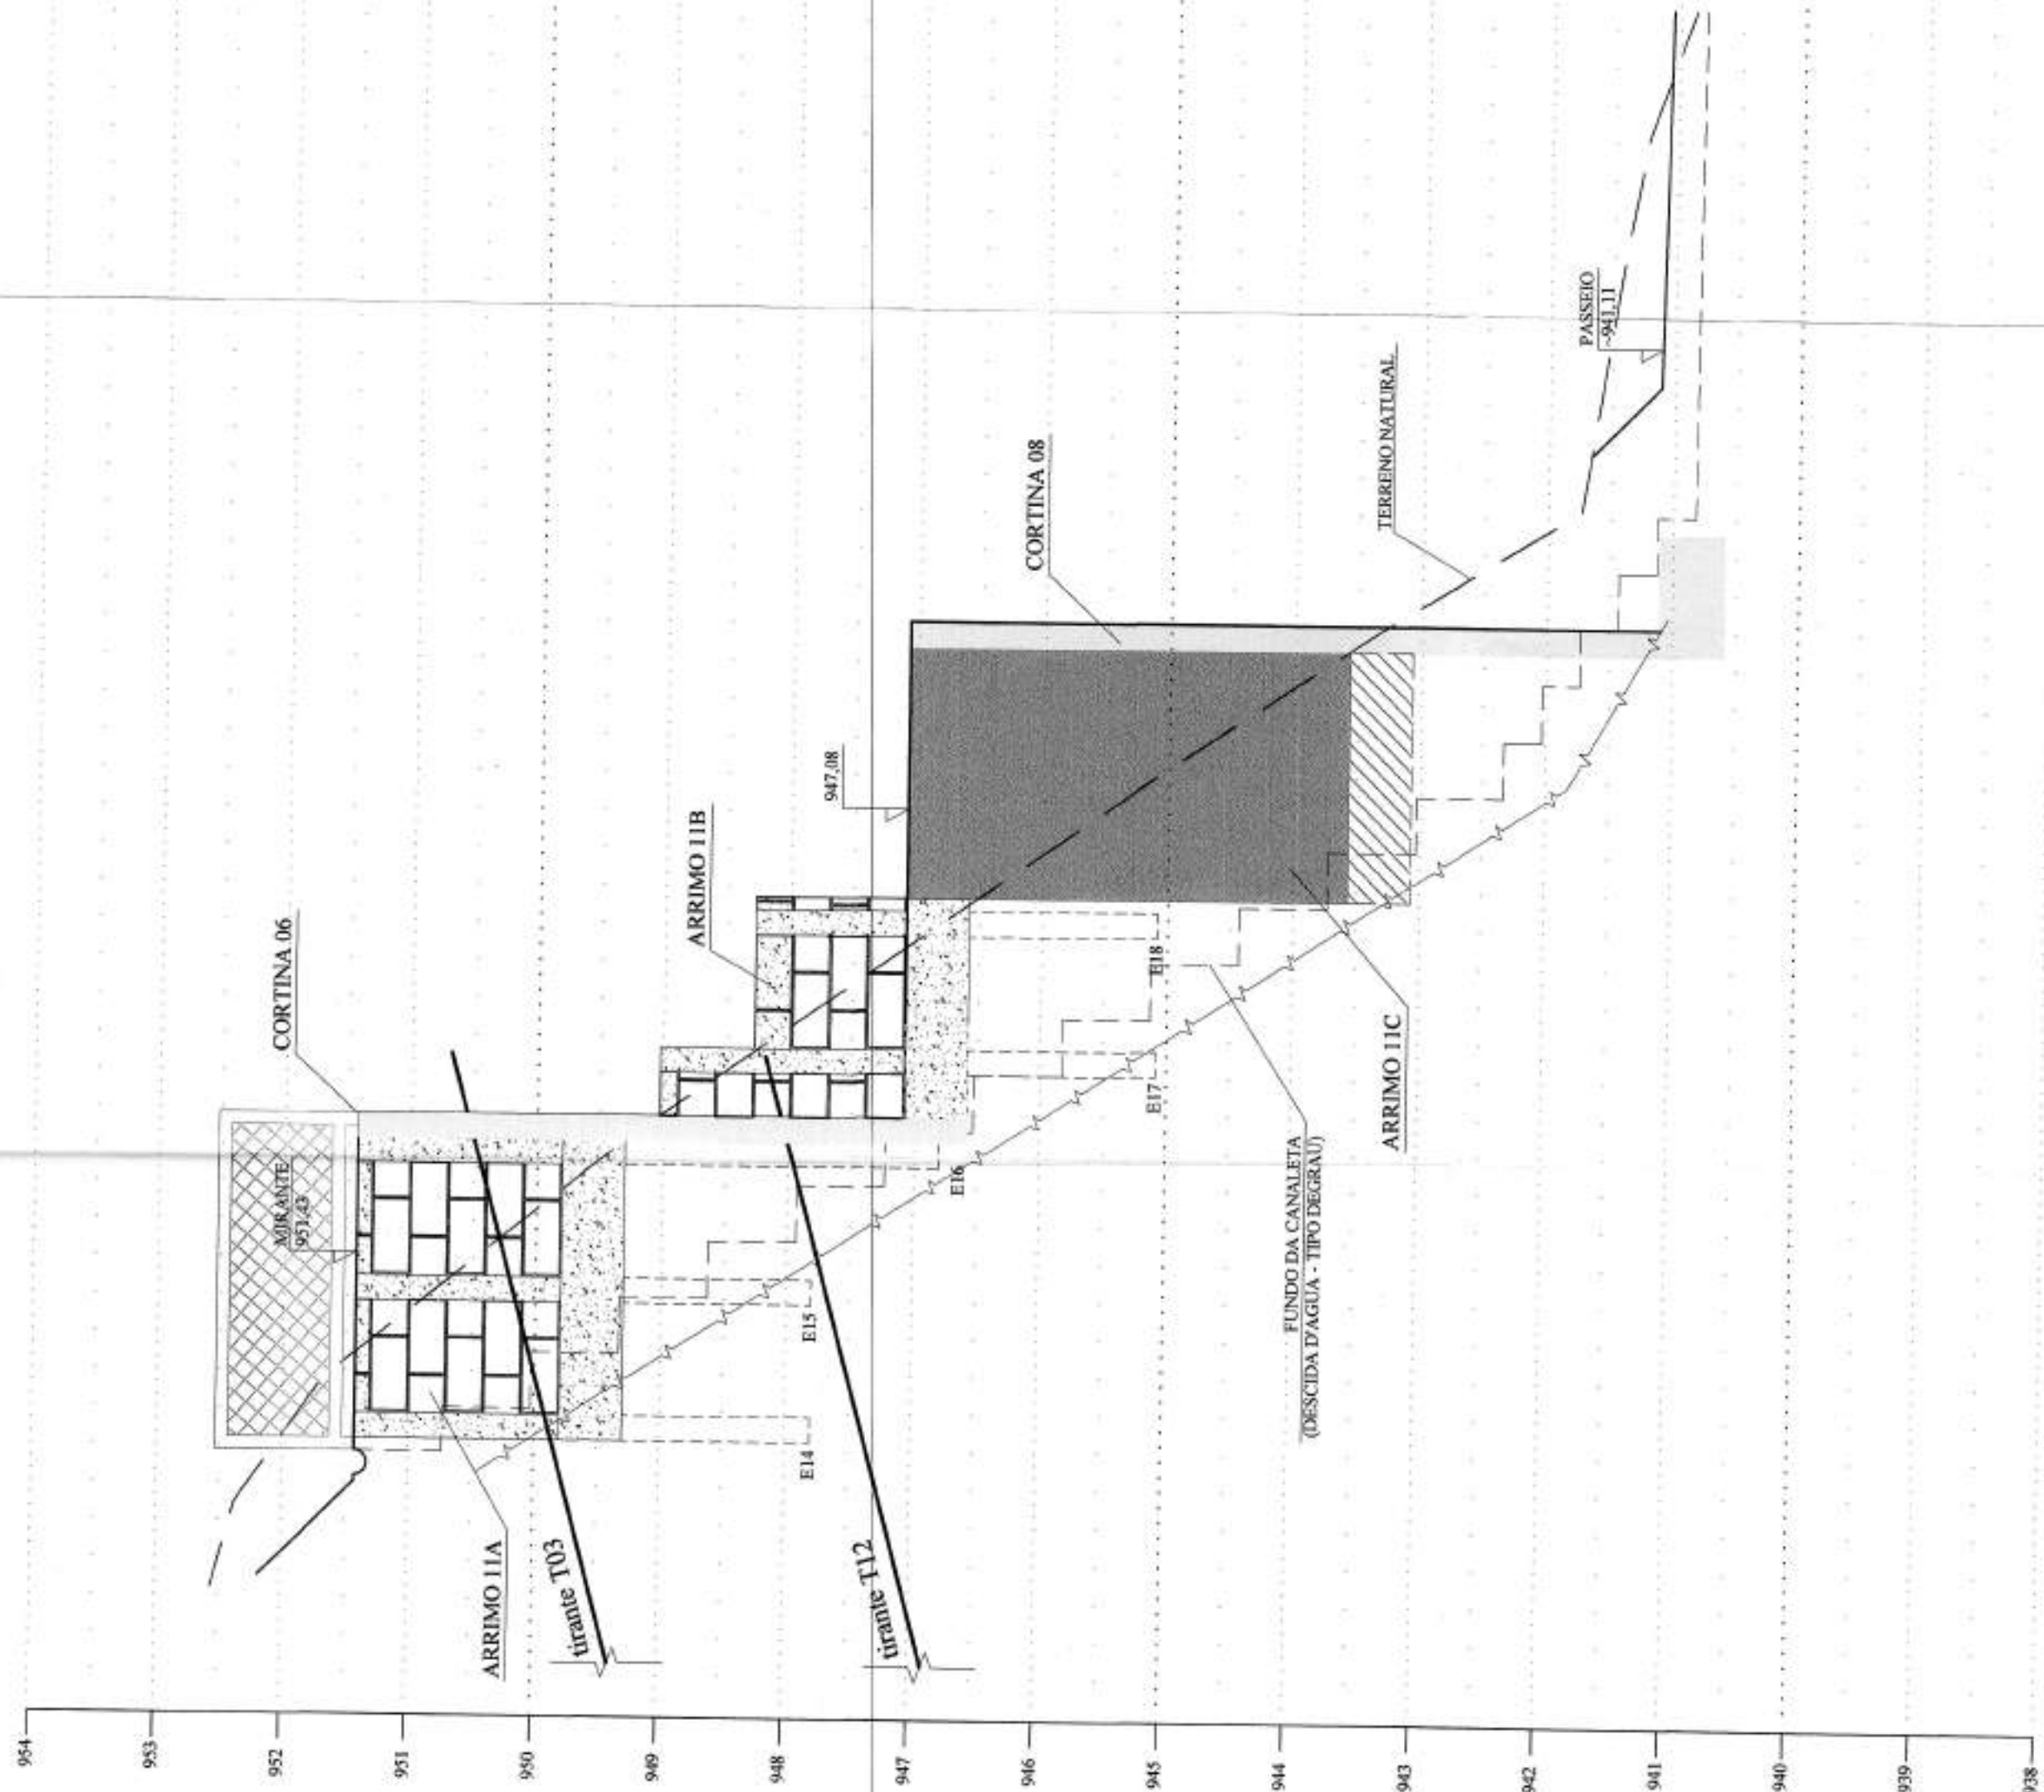 CORTINA 06
MIRANTE
951,43
ARRIMO 11A
tirante T03
tirante T12
E14
E15
E16
E17
E18
ARRIMO 11B
947,08
CORTINA 08
TERRENO NATURAL
PASSEIO
~941,11
ARRIMO 11C
FUNDO DA CANALETA
(DESCIDA D'AGUA - TIPO DEGRAU)
954
953
952
951
950
949
948
947
946
945
944
943
942
941
940
939
938